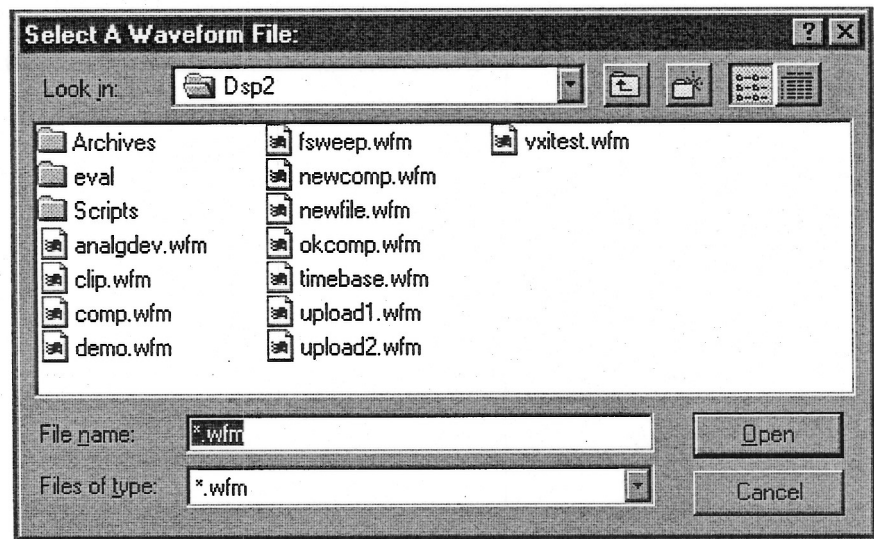 Select A Waveform File:
Look in: Dsp2
Archives
eval
Scripts
analgdev.wfm
clip.wfm
comp.wfm
demo.wfm
fsweep.wfm
newcomp.wfm
newfile.wfm
okcomp.wfm
timebase.wfm
upload1.wfm
upload2.wfm
vxitest.wfm
File name: *.wfm
Open
Files of type: *.wfm
Cancel